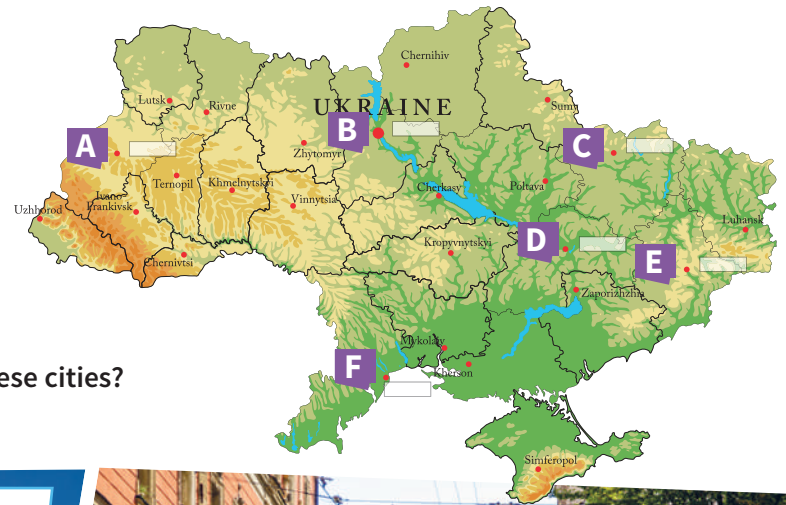 Chernihiv
Lutsk
Rivne
UKRAINE
Sumy
A
B
C
Zhytomyr
Ternopil
Khmelnytskyi
Ivano
Frankivsk
Vinnytsia
Cherkasy
Poltava
Uzhhorod
Luhansk
Kropyvnytskyi
D
E
Chernivtsi
Zaporizhzhia
Mykolaiv
F
Kherson
ese cities?
Simferopol